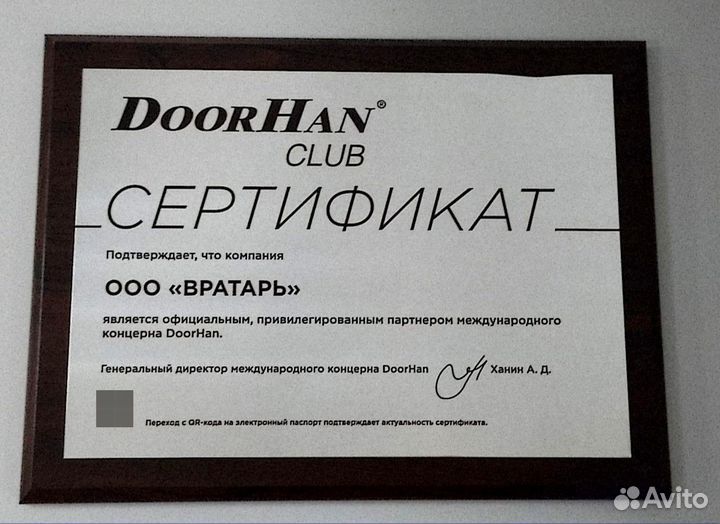 DOORHAN®
CLUB
СЕРТИФИКАТ
Подтверждает, что компания
ООО «ВРАТАРЬ»
является официальным, привилегированным партнером международного
концерна DoorHan.
Генеральный директор международного концерна DoorHan Ханин А. Д.
Переход с QR-кода на электронный паспорт подтверждает актуальность сертификата.
Avito